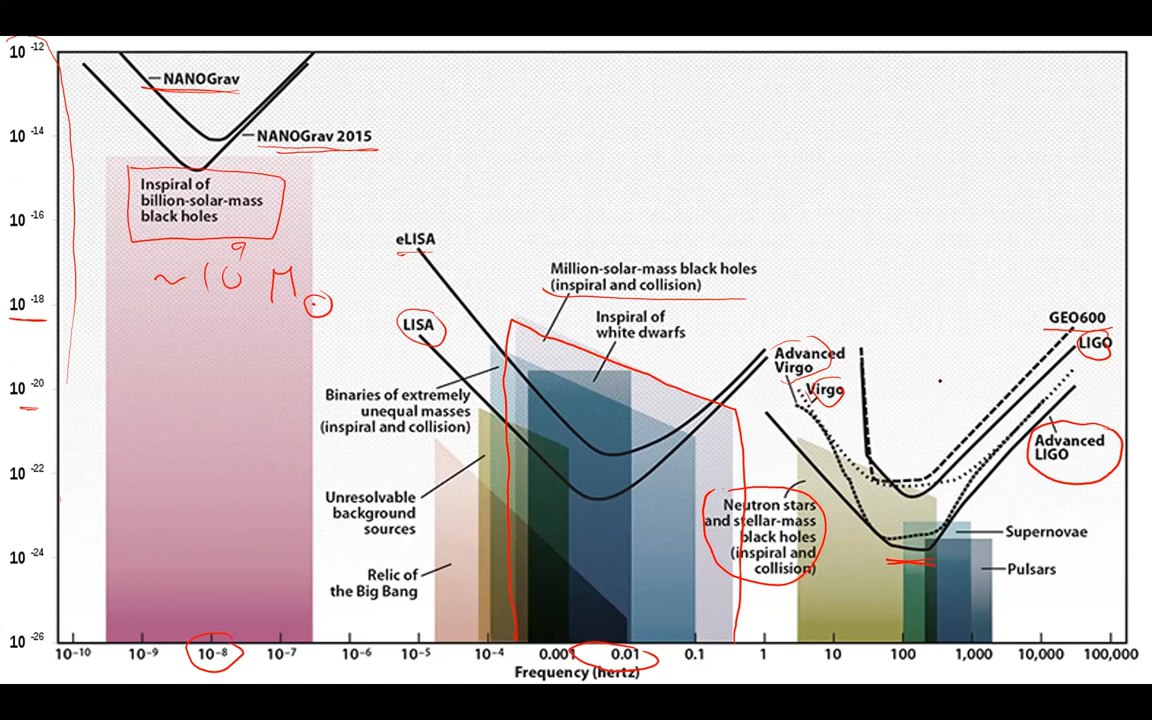 10 -12
10 -14
10 -16
10 -18
10 -20
10 -22
10 -24
10 -26
NANOGrav
NANOGrav 2015
Inspiral of
billion-solar-mass
black holes
~ 10⁹ M⊙
eLISA
LISA
Million-solar-mass black holes
(inspiral and collision)
Inspiral of
white dwarfs
Binaries of extremely
unequal masses
(inspiral and collision)
Unresolvable
background
sources
Relic of
the Big Bang
Advanced
Virgo
Virgo
GEO600
LIGO
Advanced
LIGO
Neutron stars
and stellar-mass
black holes
(inspiral and
collision)
Supernovae
Pulsars
10⁻¹⁰ 10⁻⁹ 10⁻⁸ 10⁻⁷ 10⁻⁶ 10⁻⁵ 10⁻⁴ 0.001 0.01 0.1 1 10 100 1,000 10,000 100,000
Frequency (hertz)